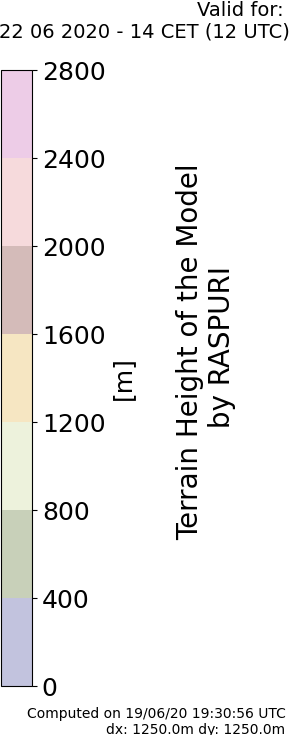 Valid for:
22 06 2020 - 14 CET (12 UTC)
2800
2400
2000
1600
1200
800
400
0
[m]
Terrain Height of the Model
by RASPURI
Computed on 19/06/20 19:30:56 UTC
dx: 1250.0m dy: 1250.0m